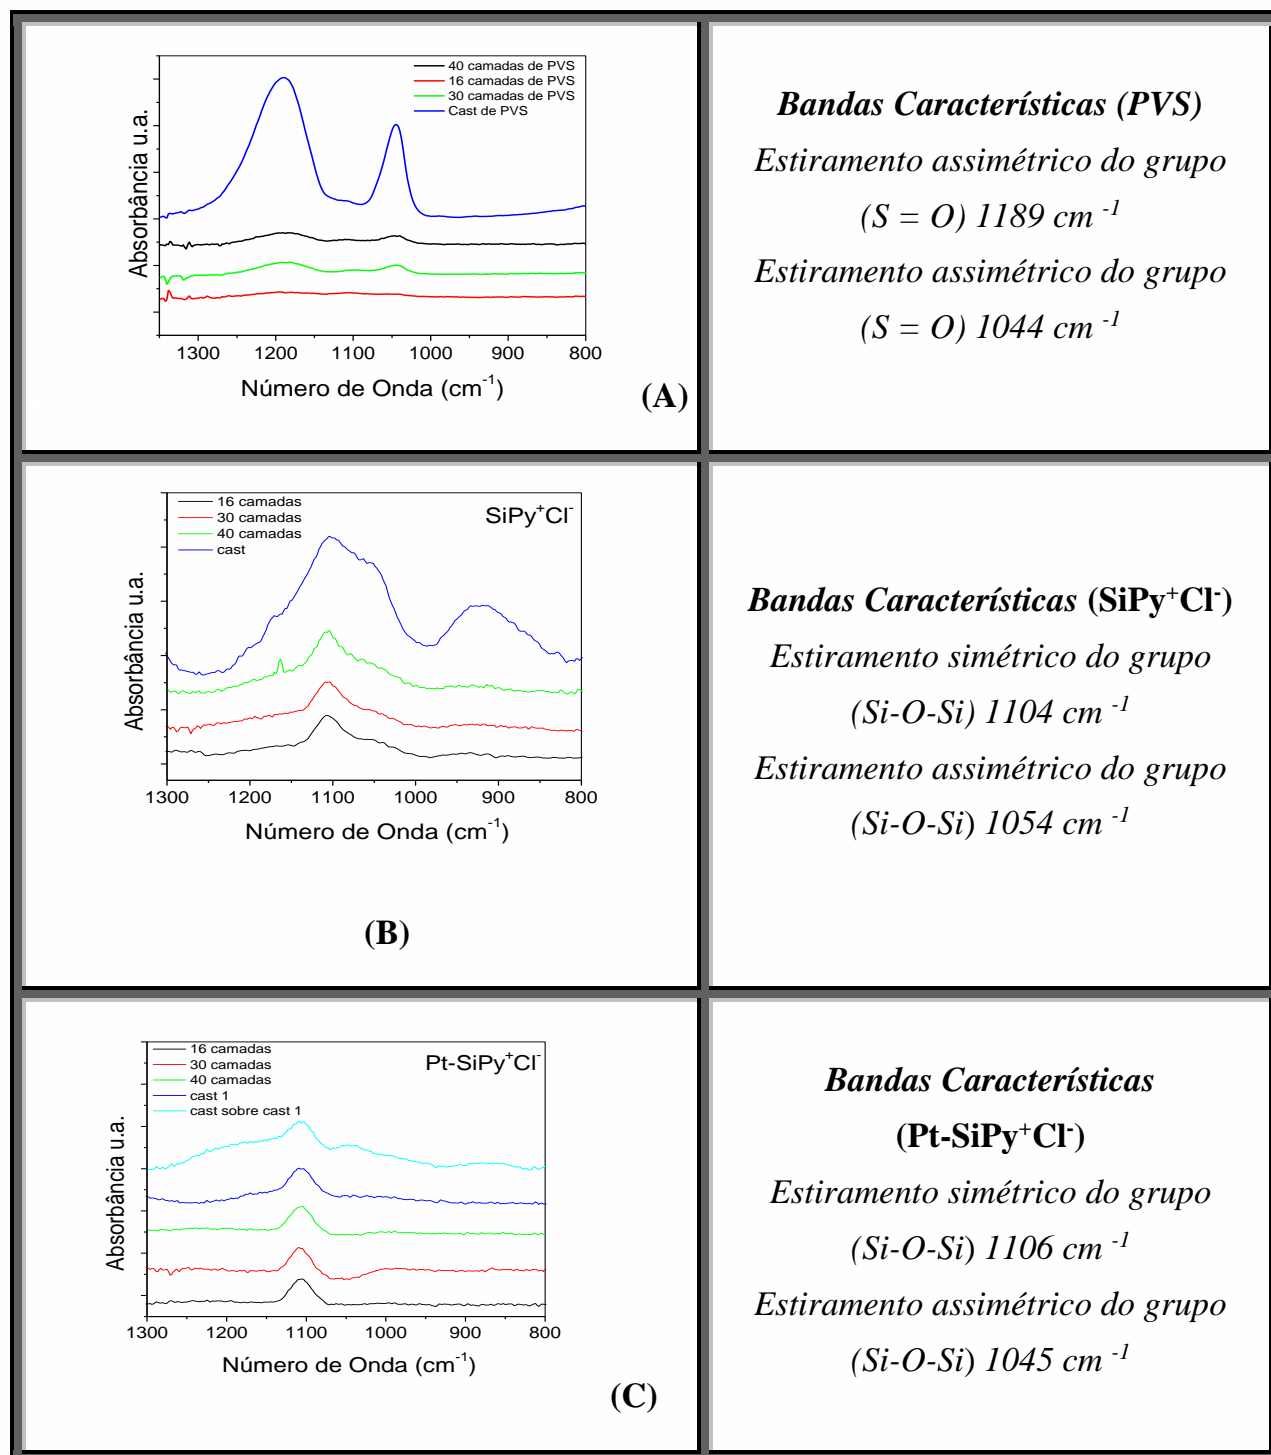 40 camadas de PVS
16 camadas de PVS
30 camadas de PVS
Cast de PVS
Absorbância u.a.
1300 1200 1100 1000 900 800
Número de Onda (cm⁻¹)
(A)
Bandas Características (PVS)
Estiramento assimétrico do grupo
(S = O) 1189 cm ⁻¹
Estiramento assimétrico do grupo
(S = O) 1044 cm ⁻¹
16 camadas
30 camadas
40 camadas
cast
SiPy⁺Cl⁻
Absorbância u.a.
1300 1200 1100 1000 900 800
Número de Onda (cm⁻¹)
(B)
Bandas Características (SiPy⁺Cl⁻)
Estiramento simétrico do grupo
(Si-O-Si) 1104 cm ⁻¹
Estiramento assimétrico do grupo
(Si-O-Si) 1054 cm ⁻¹
16 camadas
30 camadas
40 camadas
cast 1
cast sobre cast 1
Pt-SiPy⁺Cl⁻
Absorbância u.a.
1300 1200 1100 1000 900 800
Número de Onda (cm⁻¹)
(C)
Bandas Características
(Pt-SiPy⁺Cl⁻)
Estiramento simétrico do grupo
(Si-O-Si) 1106 cm ⁻¹
Estiramento assimétrico do grupo
(Si-O-Si) 1045 cm ⁻¹